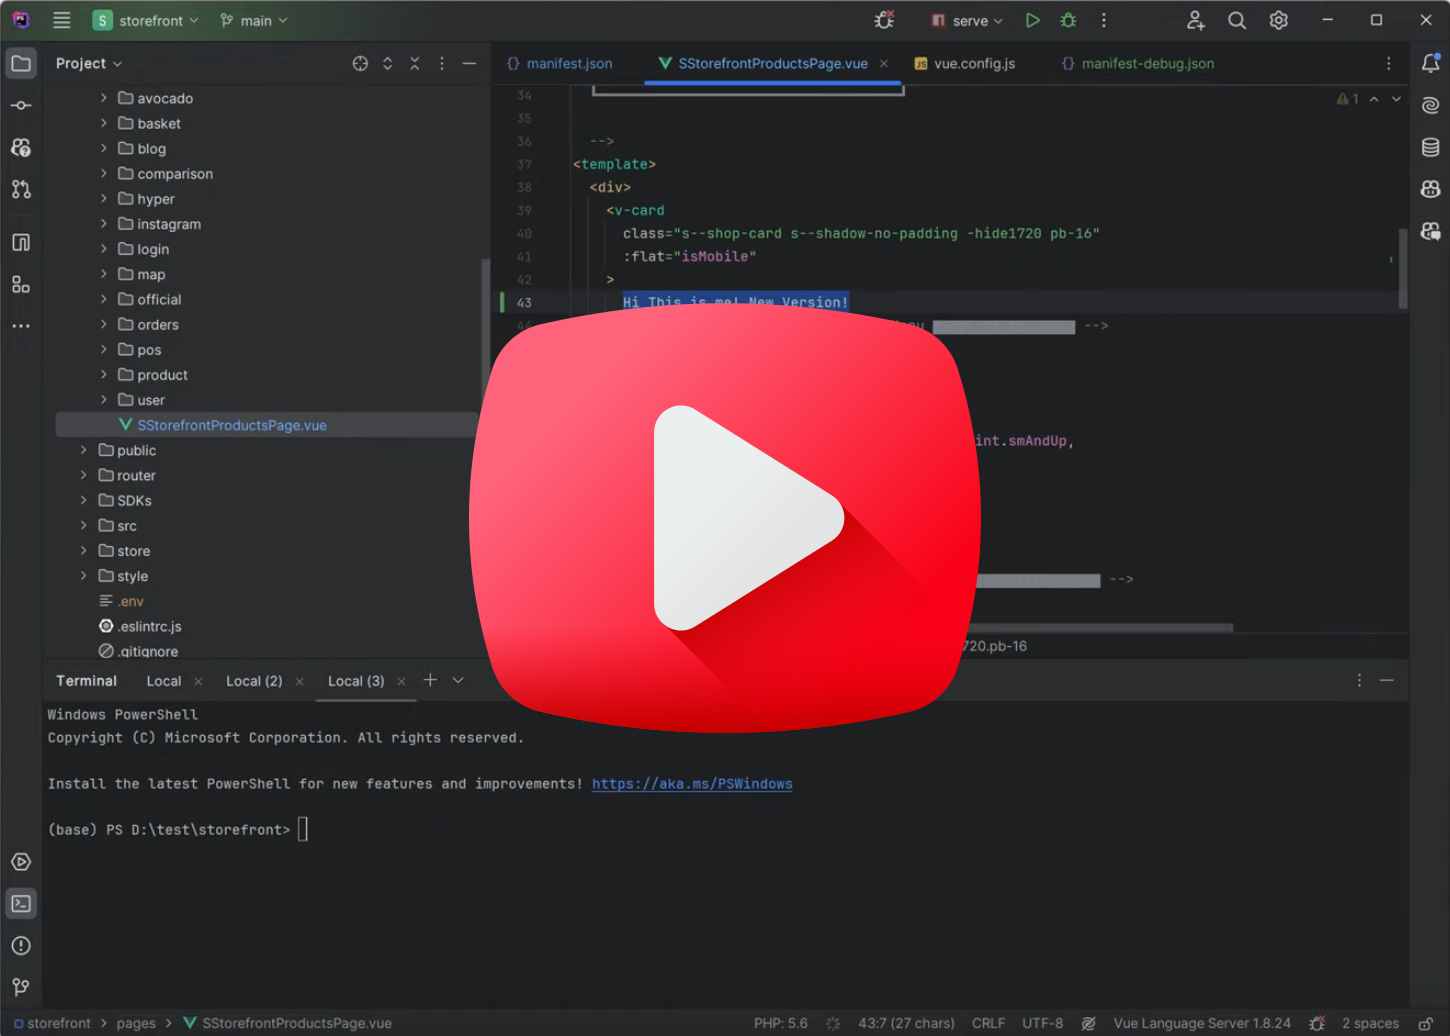 S storefront main serve
Project
manifest.json SStorefrontProductsPage.vue JS vue.config.js manifest-debug.json
avocado
basket
blog
comparison
hyper
instagram
login
map
official
orders
pos
product
user
SStorefrontProductsPage.vue
public
router
SDKs
src
store
style
.env
.eslintrc.js
.gitignore
1
34
35
36 -->
37 <template>
38 <div>
39 <v-card
40 class="s--shop-card s--shadow-no-padding -hide1720 pb-16"
41 :flat="isMobile"
42 >
43 Hi This is me! New Version!
-->
int.smAndUp,
-->
720.pb-16
Terminal Local Local (2) Local (3)
Windows PowerShell
Copyright (C) Microsoft Corporation. All rights reserved.
Install the latest PowerShell for new features and improvements! https://aka.ms/PSWindows
(base) PS D:\test\storefront>
storefront > pages > SStorefrontProductsPage.vue PHP: 5.6 43:7 (27 chars) CRLF UTF-8 Vue Language Server 1.8.24 2 spaces